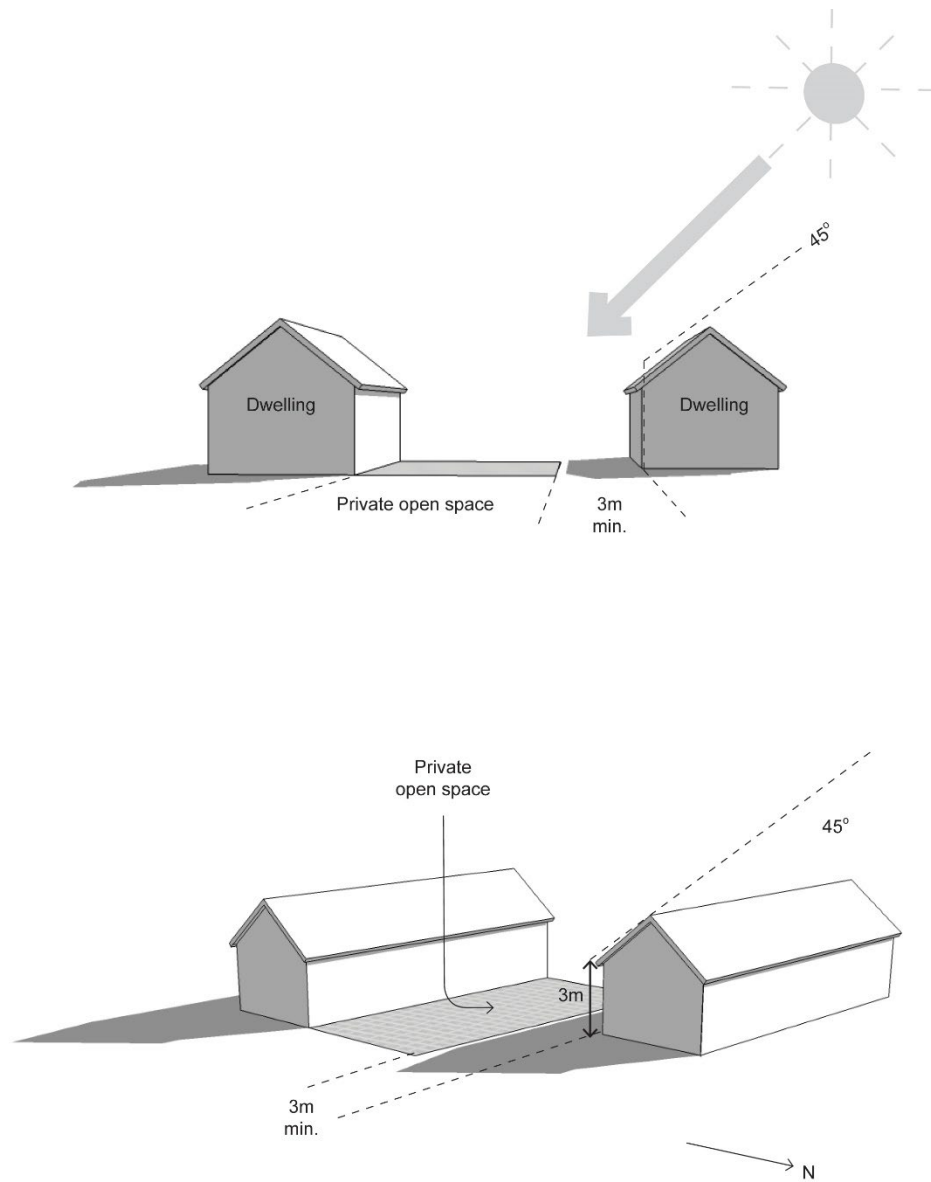 45°
Dwelling
Dwelling
Private open space
3m
min.
Private
open space
45°
3m
3m
min.
N